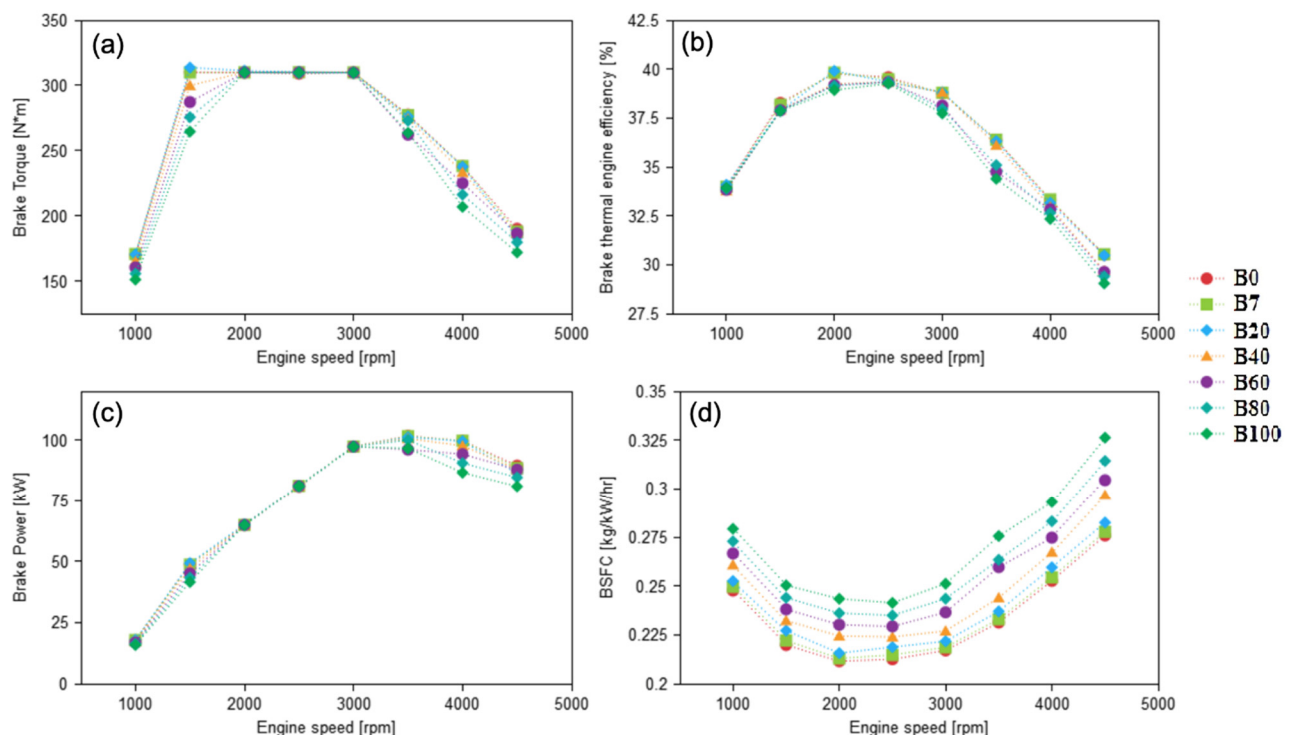 (a)
350
300
250
200
150
Brake Torque [N*m]
1000 2000 3000 4000 5000
Engine speed [rpm]
(b)
42.5
40
37.5
35
32.5
30
27.5
Brake thermal engine efficiency [%]
1000 2000 3000 4000 5000
Engine speed [rpm]
(c)
100
75
50
25
0
Brake Power [kW]
1000 2000 3000 4000 5000
Engine speed [rpm]
(d)
0.35
0.325
0.3
0.275
0.25
0.225
0.2
BSFC [kg/kW/hr]
1000 2000 3000 4000 5000
Engine speed [rpm]
B0
B7
B20
B40
B60
B80
B100